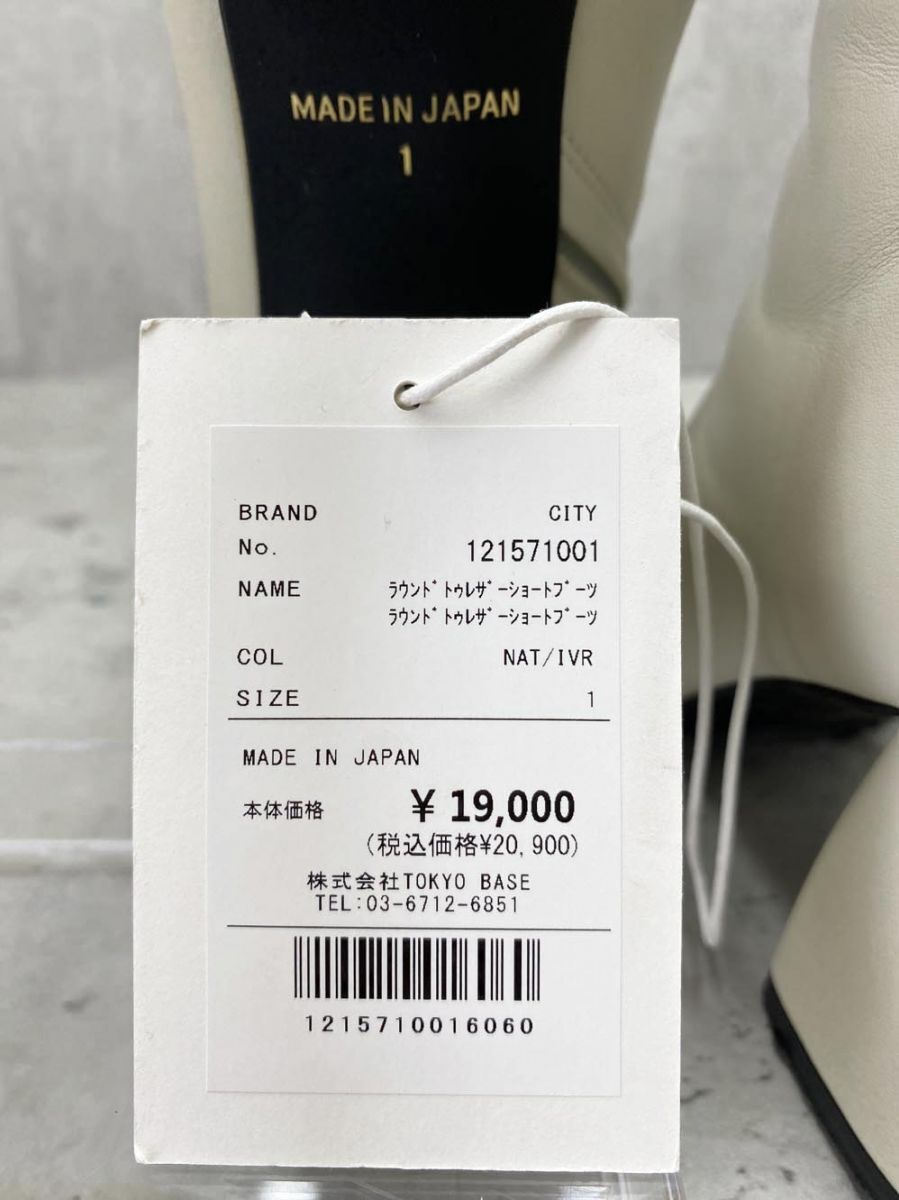 MADE IN JAPAN
1
BRAND CITY
No. 121571001
NAME ﾗｳﾝﾄﾞﾄｩﾚｻﾞｰｼｮｰﾄﾌﾞｰﾂ
ﾗｳﾝﾄﾞﾄｩﾚｻﾞｰｼｮｰﾄﾌﾞｰﾂ
COL NAT/IVR
SIZE 1
MADE IN JAPAN
本体価格 ¥ 19,000
(税込価格¥20,900)
株式会社TOKYO BASE
TEL:03-6712-6851
1215710016060